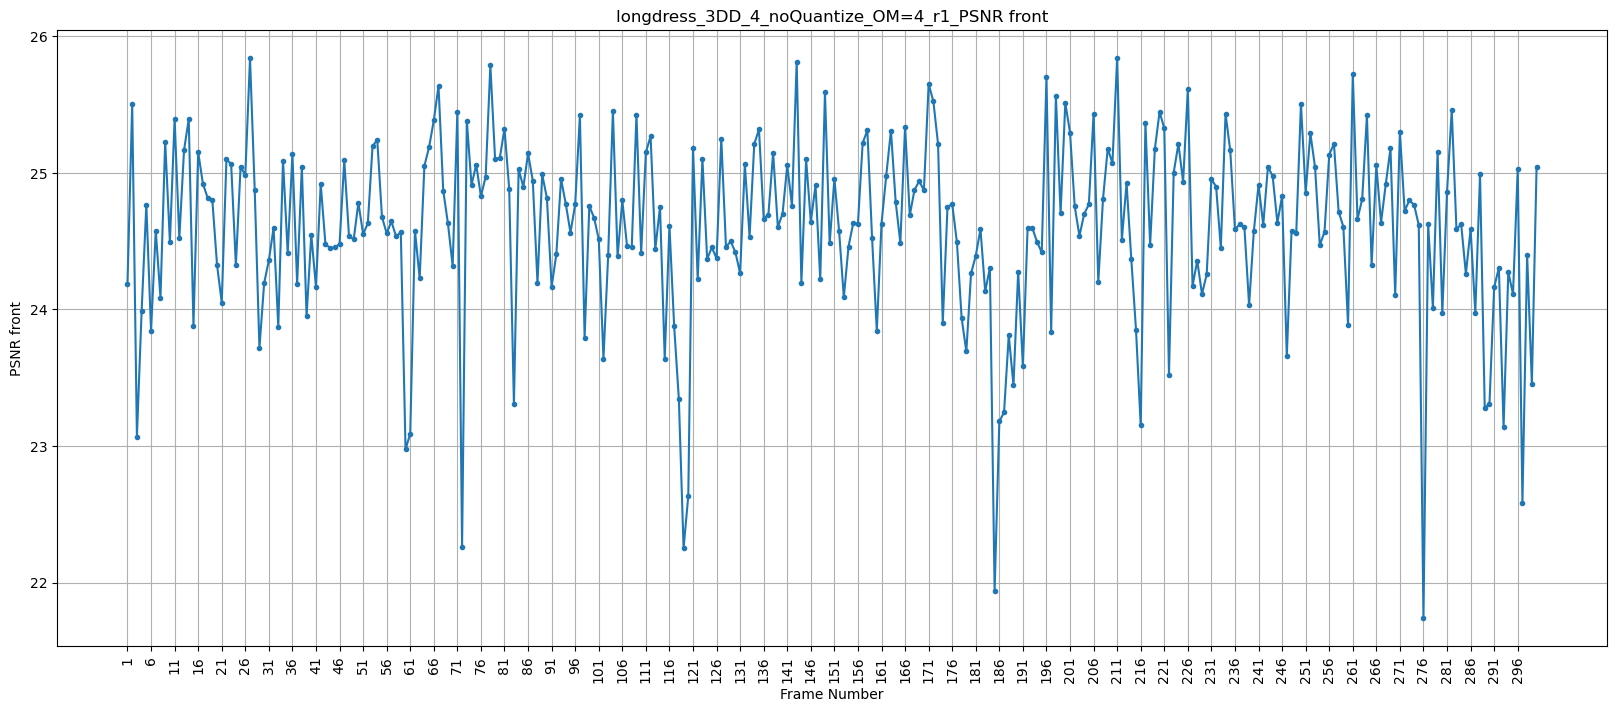 longdress_3DD_4_noQuantize_OM=4_r1_PSNR front
PSNR front
26
25
24
23
22
1 6 11 16 21 26 31 36 41 46 51 56 61 66 71 76 81 86 91 96 101 106 111 116 121 126 131 136 141 146 151 156 161 166 171 176 181 186 191 196 201 206 211 216 221 226 231 236 241 246 251 256 261 266 271 276 281 286 291 296
Frame Number